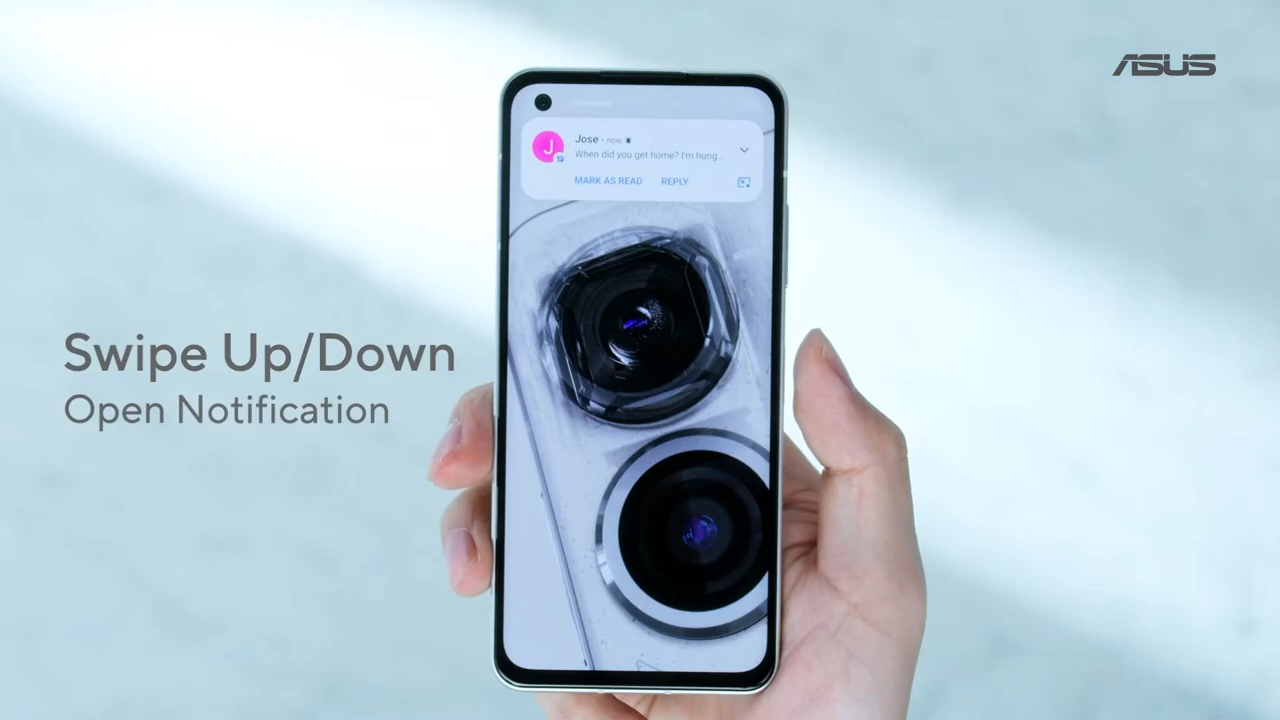 ASUS
Jose • now
J
When did you get home? I'm hung...
MARK AS READ REPLY
Swipe Up/Down
Open Notification